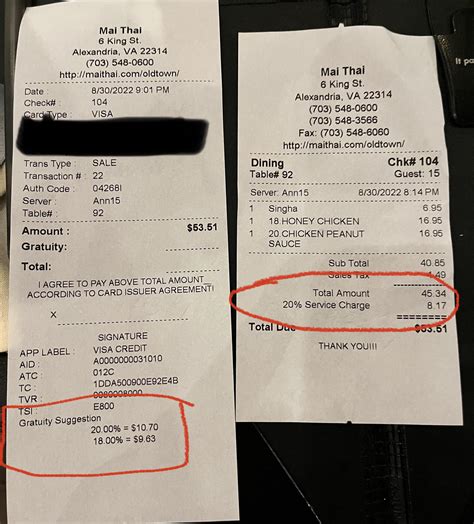 Mai Thai
6 King St.
Alexandria, VA 22314
(703) 548-0600
http://maithai.com/oldtown/
Date : 8/30/2022 9:01 PM
Check# : 104
Card Type : VISA
Trans Type : SALE
Transaction # : 22
Auth Code : 04268I
Server : Ann15
Table# : 92
Amount : $53.51
Gratuity:
Total:
I AGREE TO PAY ABOVE TOTAL AMOUNT
ACCORDING TO CARD ISSUER AGREEMENT!
X
SIGNATURE
APP LABEL : VISA CREDIT
AID : A0000000031010
ATC : 012C
TC : 1DDA500900E92E4B
TVR : 0080008000
TSI : E800
Gratuity Suggestion
20.00% = $10.70
18.00% = $9.63
Mai Thai
6 King St.
Alexandria, VA 22314
(703) 548-0600
(703) 548-3566
Fax: (703) 548-6060
http://maithai.com/oldtown/
Dining Chk# 104
Table# 92 Guest: 15
Server: Ann15 8/30/2022 8:14 PM
1 Singha 6.95
1 18.HONEY CHICKEN 16.95
1 20.CHICKEN PEANUT 16.95
SAUCE
Sub Total 40.85
Sales Tax 4.49
Total Amount 45.34
20% Service Charge 8.17
========
Total Due $53.51
THANK YOU!!!
It pa